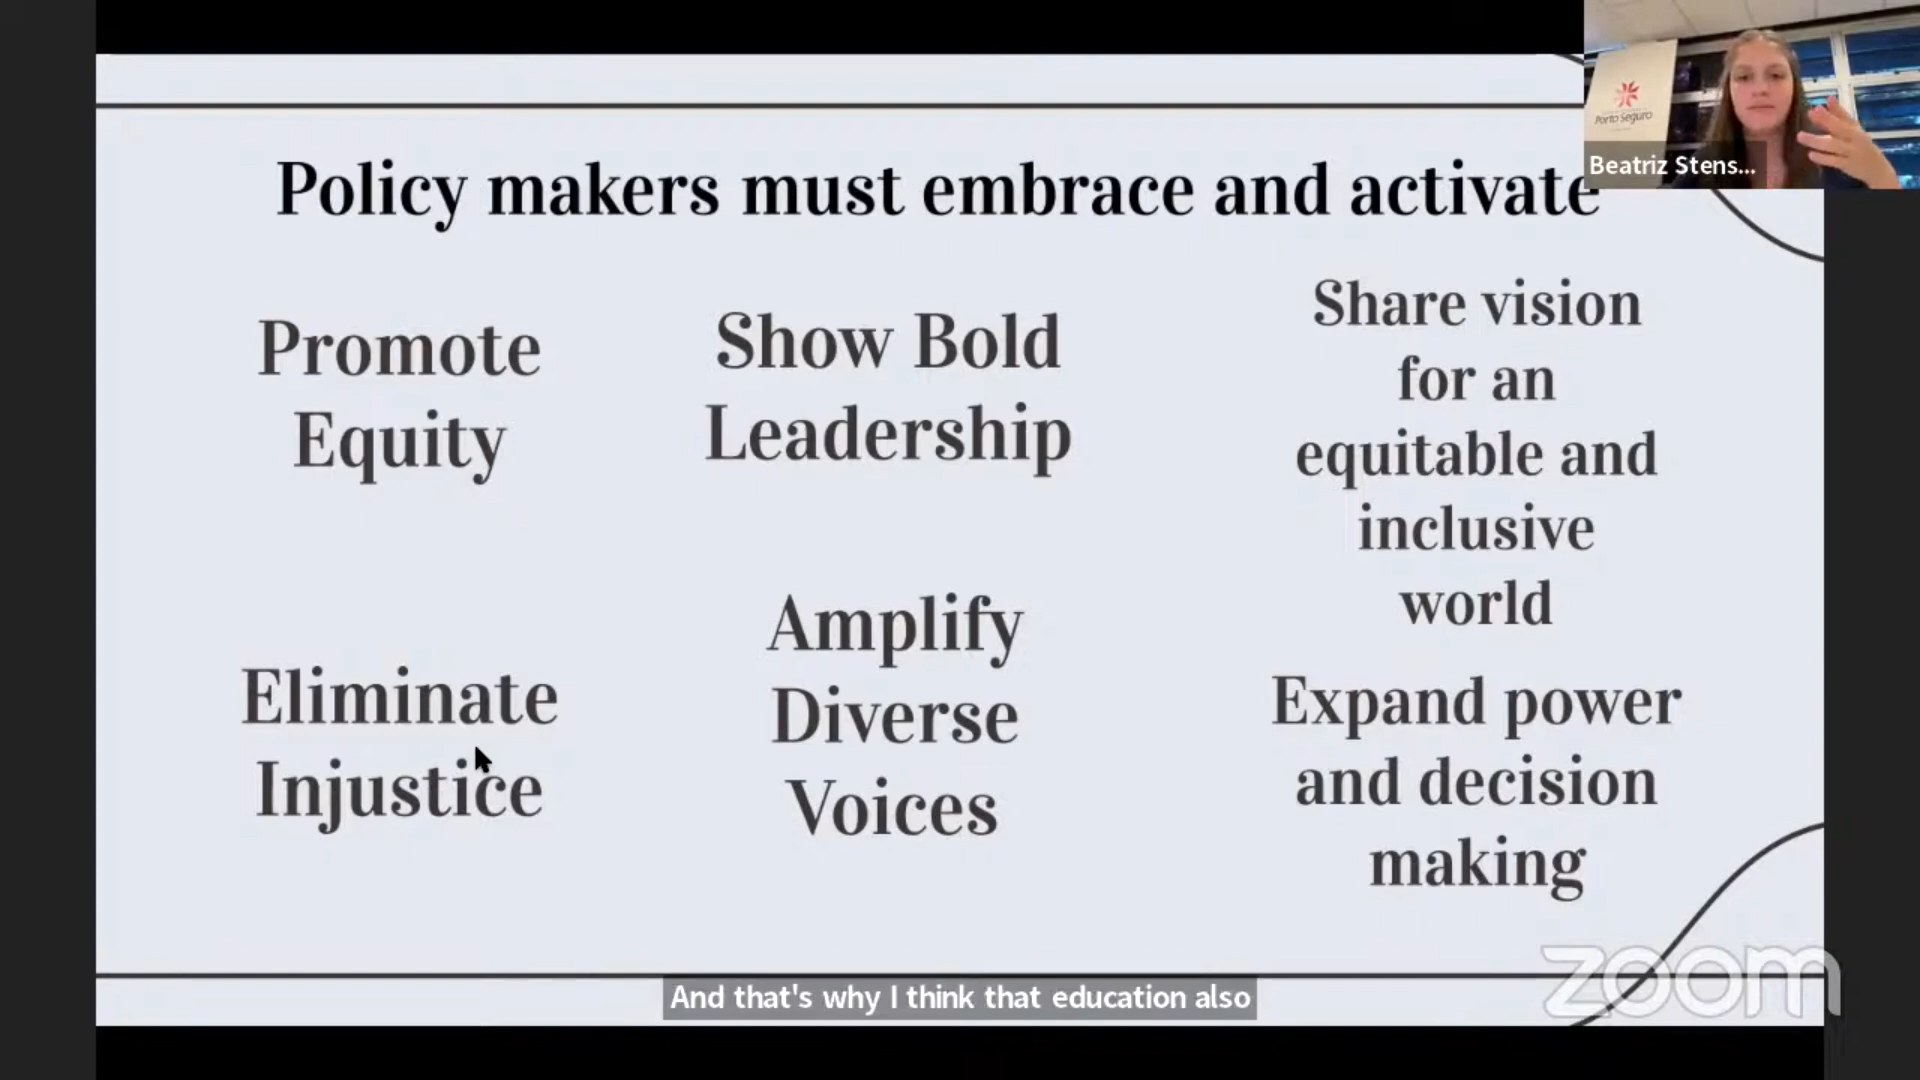 Policy makers must embrace and activate
Promote
Equity
Show Bold
Leadership
Share vision
for an
equitable and
inclusive
world
Eliminate
Injustice
Amplify
Diverse
Voices
Expand power
and decision
making
Porto Seguro
Beatriz Stens...
And that's why I think that education also
zoom